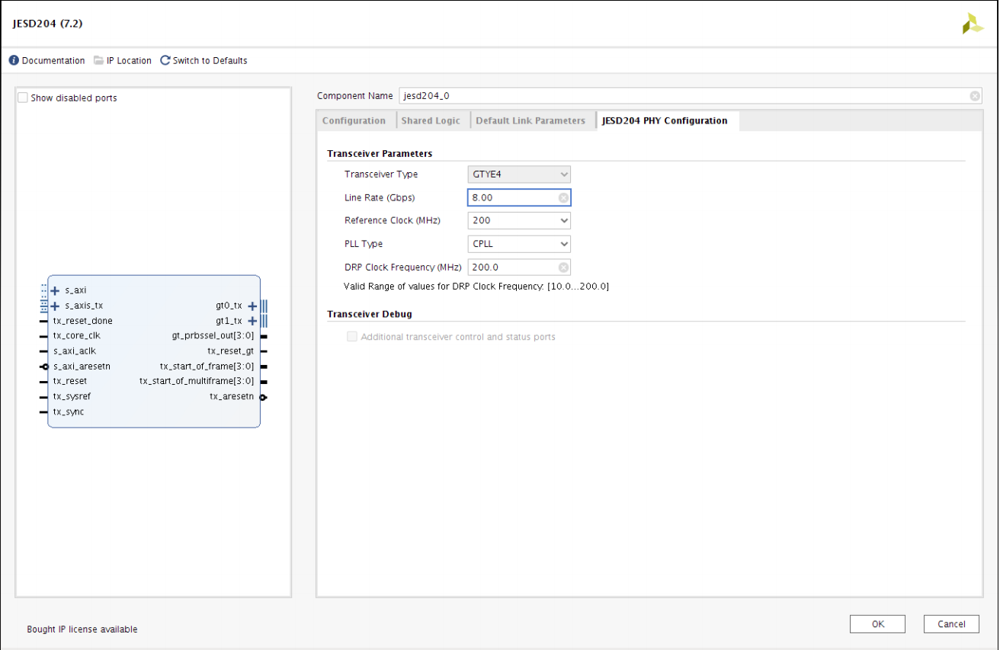 JESD204 (7.2)
Documentation IP Location Switch to Defaults
Show disabled ports
s_axi
s_axis_tx gt0_tx
tx_reset_done gt1_tx
tx_core_clk gt_prbssel_out[3:0]
s_axi_aclk tx_reset_gt
s_axi_aresetn tx_start_of_frame[3:0]
tx_reset tx_start_of_multiframe[3:0]
tx_sysref tx_aresetn
tx_sync
Component Name jesd204_0
Configuration Shared Logic Default Link Parameters JESD204 PHY Configuration
Transceiver Parameters
Transceiver Type GTYE4
Line Rate (Gbps) 8.00
Reference Clock (MHz) 200
PLL Type CPLL
DRP Clock Frequency (MHz) 200.0
Valid Range of values for DRP Clock Frequency: [10.0...200.0]
Transceiver Debug
Additional transceiver control and status ports
Bought IP license available
OK Cancel